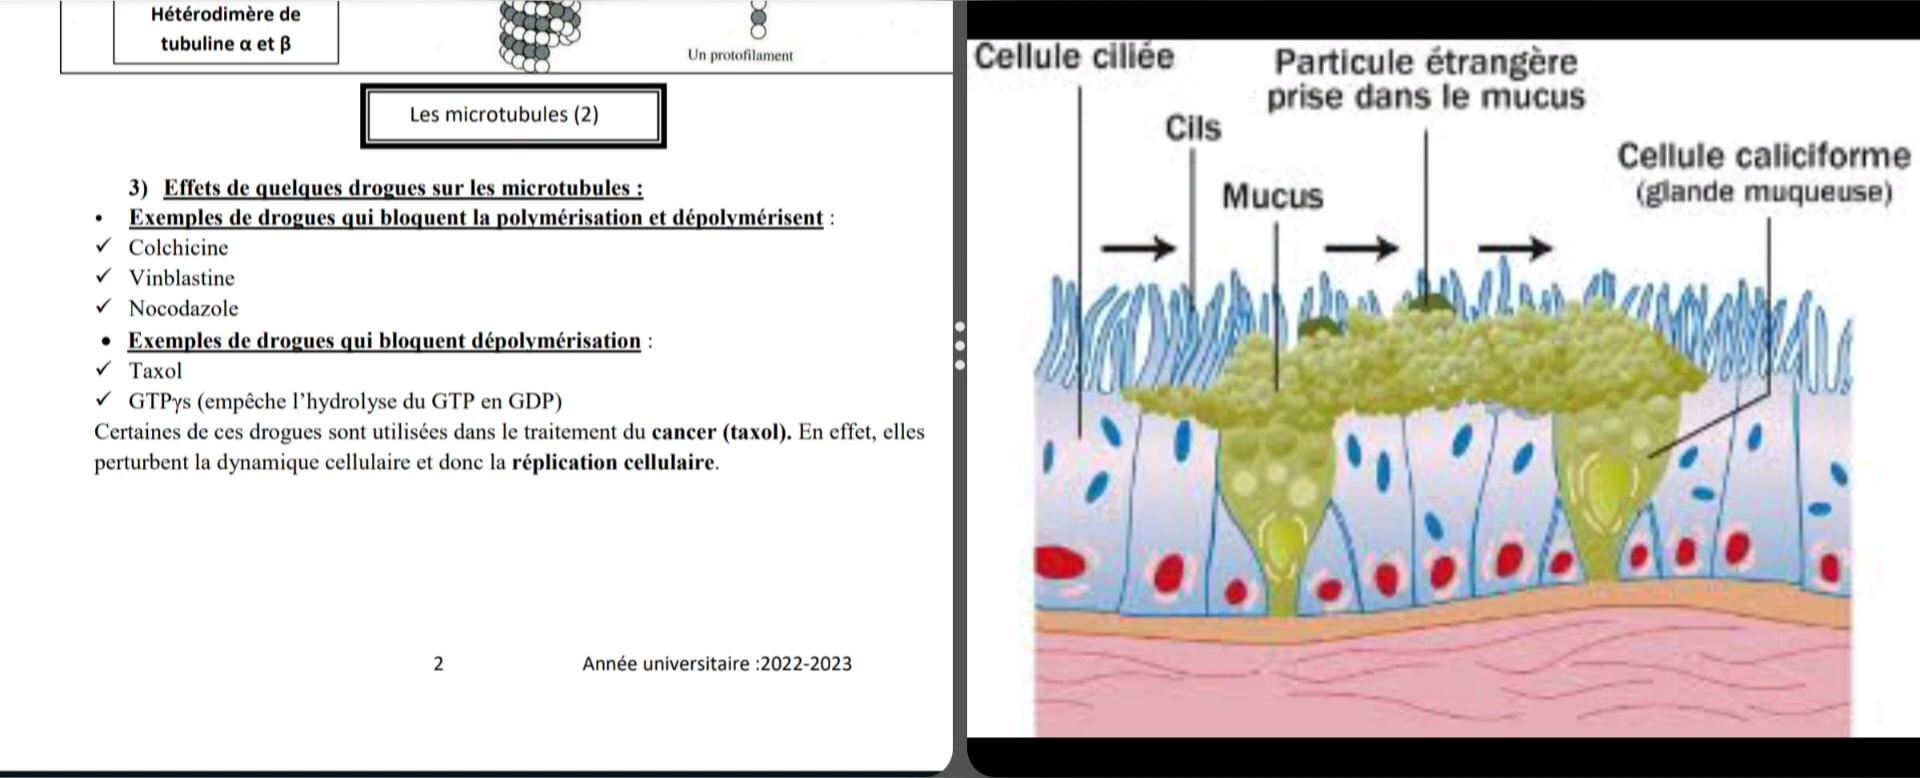 Hétérodimère de
tubuline α et β
Un protofilament
Les microtubules (2)
3) Effets de quelques drogues sur les microtubules :
• Exemples de drogues qui bloquent la polymérisation et dépolymérisent :
✓ Colchicine
✓ Vinblastine
✓ Nocodazole
• Exemples de drogues qui bloquent dépolymérisation :
✓ Taxol
✓ GTPγs (empêche l’hydrolyse du GTP en GDP)
Certaines de ces drogues sont utilisées dans le traitement du cancer (taxol). En effet, elles
perturbent la dynamique cellulaire et donc la réplication cellulaire.
2 Année universitaire :2022-2023
Cellule ciliée
Particule étrangère
prise dans le mucus
Cils
Cellule caliciforme
(glande muqueuse)
Mucus